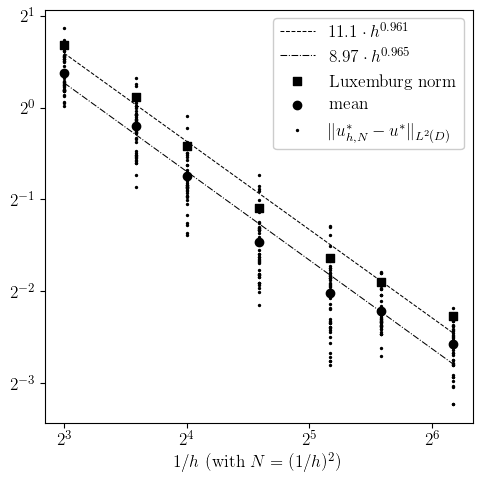 2^1
2^0
2^{-1}
2^{-2}
2^{-3}
11.1 · h^{0.961}
8.97 · h^{0.965}
Luxemburg norm
mean
||u^*_{h,N} − u^*||_{L^2(D)}
2^3
2^4
2^5
2^6
1/h (with N = (1/h)^2)